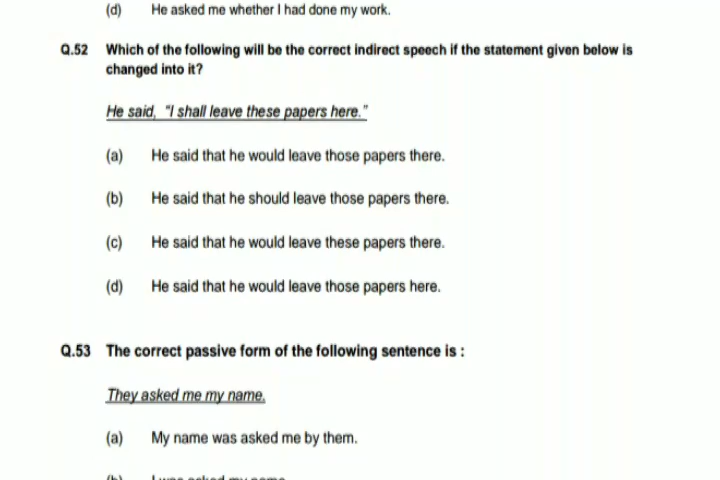 (d) He asked me whether I had done my work.
Q.52 Which of the following will be the correct indirect speech if the statement given below is
changed into it?
He said, "I shall leave these papers here."
(a) He said that he would leave those papers there.
(b) He said that he should leave those papers there.
(c) He said that he would leave these papers there.
(d) He said that he would leave those papers here.
Q.53 The correct passive form of the following sentence is :
They asked me my name.
(a) My name was asked me by them.
(b) I was asked my name